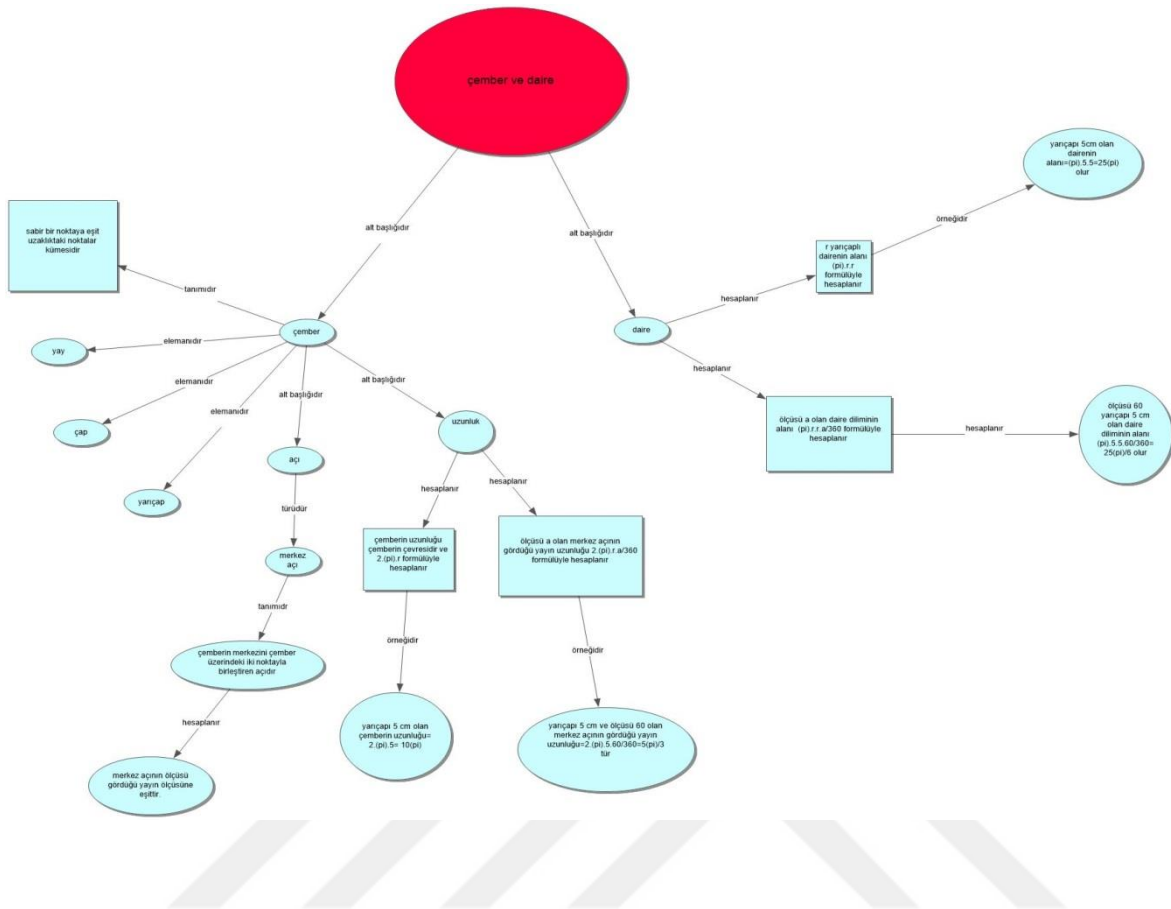 çember ve daire
alt başlığıdır
alt başlığıdır
sabir bir noktaya eşit
uzaklıktaki noktalar
kümesidir
tanımıdır
çember
elemanıdır
yay
elemanıdır
çap
elemanıdır
yarıçap
alt başlığıdır
açı
türüdür
merkez
açı
tanımıdr
çemberin merkezini çember
üzerindeki iki noktayla
birleştiren açıdır
hesaplanır
merkez açının ölçüsü
gördüğü yayın ölçüsüne
eşittir.
alt başlığıdır
uzunluk
hesaplanır
çemberin uzunluğu
çemberin çevresidir ve
2.(pi).r formülüyle
hesaplanır
örneğidir
yarıçapı 5 cm olan
çemberin uzunluğu=
2.(pi).5= 10(pi)
hesaplanır
ölçüsü a olan merkez açının
gördüğü yayın uzunluğu 2.(pi).r.a/360
formülüyle hesaplanır
örneğidir
yarıçapı 5 cm ve ölçüsü 60 olan
merkez açının gördüğü yayın
uzunluğu=2.(pi).5.60/360=5(pi)/3
tür
daire
hesaplanır
r yarıçaplı
dairenin alanı
(pi).r.r
formülüyle
hesaplanır
örneğidir
yarıçapı 5cm olan
dairenin
alanı=(pi).5.5=25(pi)
olur
hesaplanır
ölçüsü a olan daire diliminin
alanı (pi).r.r.a/360 formülüyle
hesaplanır
hesaplanır
ölçüsü 60
yarıçapı 5 cm
olan daire
diliminin alanı
(pi).5.5.60/360=
25(pi)/6 olur